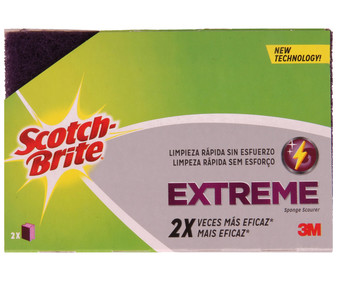 NEW
TECHNOLOGY!
Scotch-
Brite
LIMPIEZA RÁPIDA SIN ESFUERZO
LIMPEZA RÁPIDA SEM ESFORÇO
EXTREME
Sponge Scourer
2X VECES MÁS EFICAZ*
MAIS EFICAZ*
2X
3M